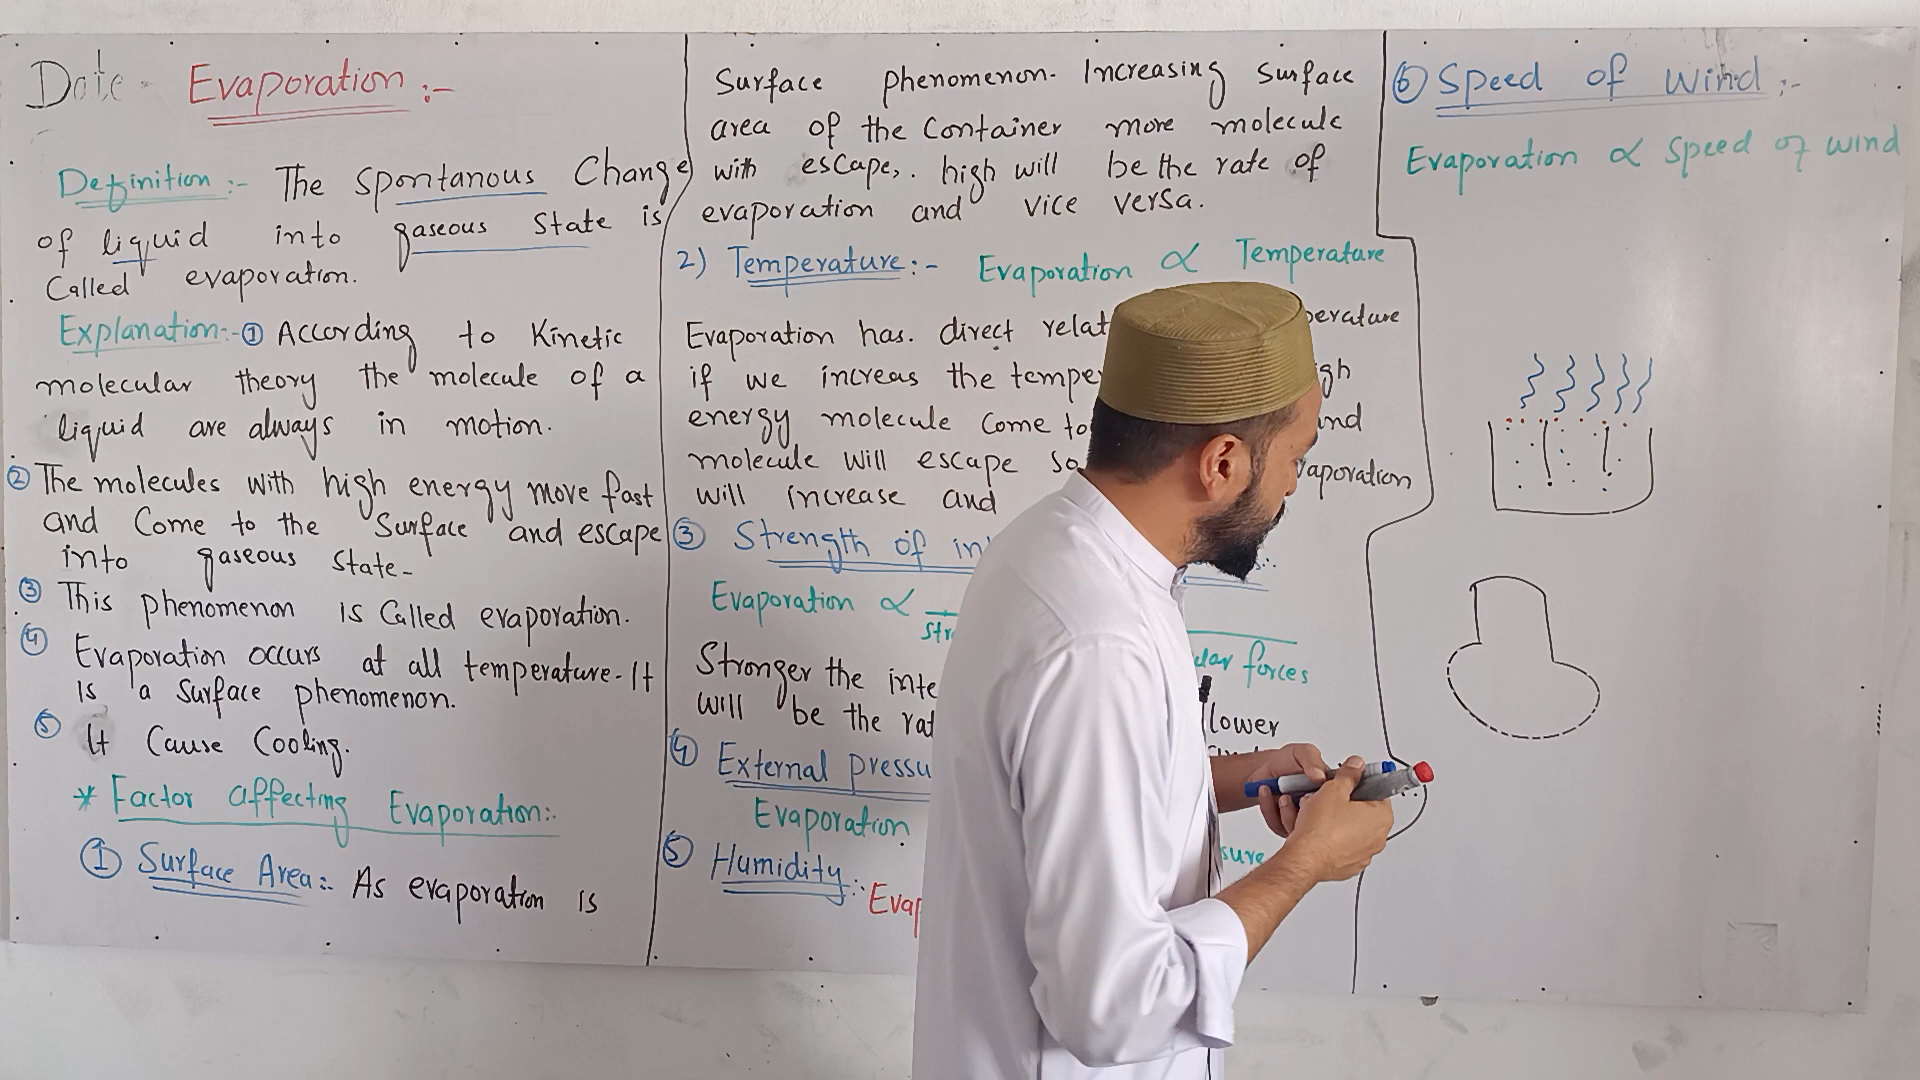 Date- Evaporation:-
Definition:- The Spontanous Change
of liquid into gaseous State is
Called evaporation.
Explanation:- ① According to Kinetic
molecular theory the molecule of a
liquid are always in motion.
② The molecules with high energy move fast
and Come to the Surface and escape
into gaseous State-
③ This phenomenon is Called evaporation.
④ Evaporation occurs at all temperature. It
is a Surface phenomenon.
⑤ It Cause Cooling.
* Factor affecting Evaporation:.
① Surface Area:. As evaporation is
Surface phenomenon. Increasing Surface
area of the Container more molecule
with escape,. high will be the rate of
evaporation and vice versa.
2) Temperature:- Evaporation ∝ Temperature
Evaporation has. direct
if we increas the
energy molecule Come to and
molecule will escape so
will increase and
③ Strength of
Evaporation ∝
forces
Stronger the
will be the lower
④ External
Evaporation
⑤ Humidity:.
⑥ Speed of Wind:-
Evaporation ∝ Speed of wind